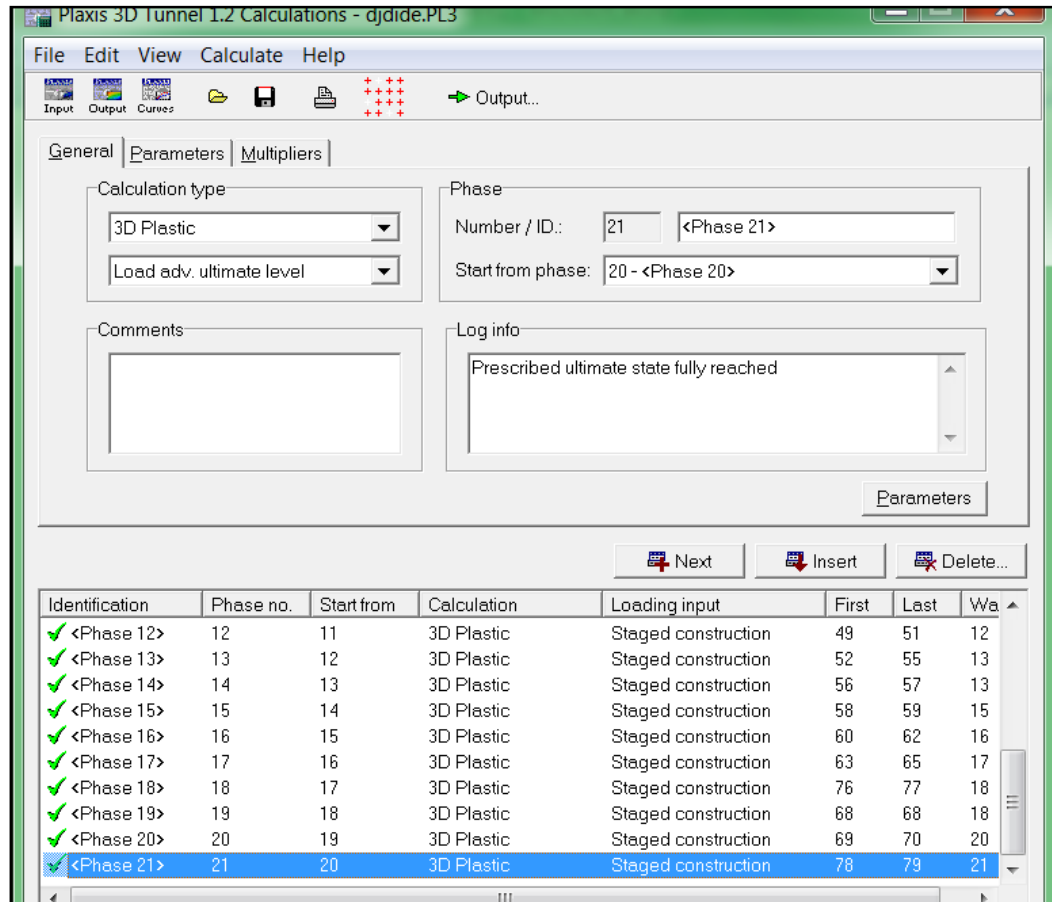 Plaxis 3D Tunnel 1.2 Calculations - djdide.PL3
File Edit View Calculate Help
Input Output Curves Output...
General Parameters Multipliers
Calculation type
3D Plastic
Load adv. ultimate level
Phase
Number / ID.: 21 <Phase 21>
Start from phase: 20 - <Phase 20>
Comments
Log info
Prescribed ultimate state fully reached
Parameters
Next Insert Delete...
Identification Phase no. Start from Calculation Loading input First Last Wa
<Phase 12> 12 11 3D Plastic Staged construction 49 51 12
<Phase 13> 13 12 3D Plastic Staged construction 52 55 13
<Phase 14> 14 13 3D Plastic Staged construction 56 57 13
<Phase 15> 15 14 3D Plastic Staged construction 58 59 15
<Phase 16> 16 15 3D Plastic Staged construction 60 62 16
<Phase 17> 17 16 3D Plastic Staged construction 63 65 17
<Phase 18> 18 17 3D Plastic Staged construction 76 77 18
<Phase 19> 19 18 3D Plastic Staged construction 68 68 18
<Phase 20> 20 19 3D Plastic Staged construction 69 70 20
<Phase 21> 21 20 3D Plastic Staged construction 78 79 21